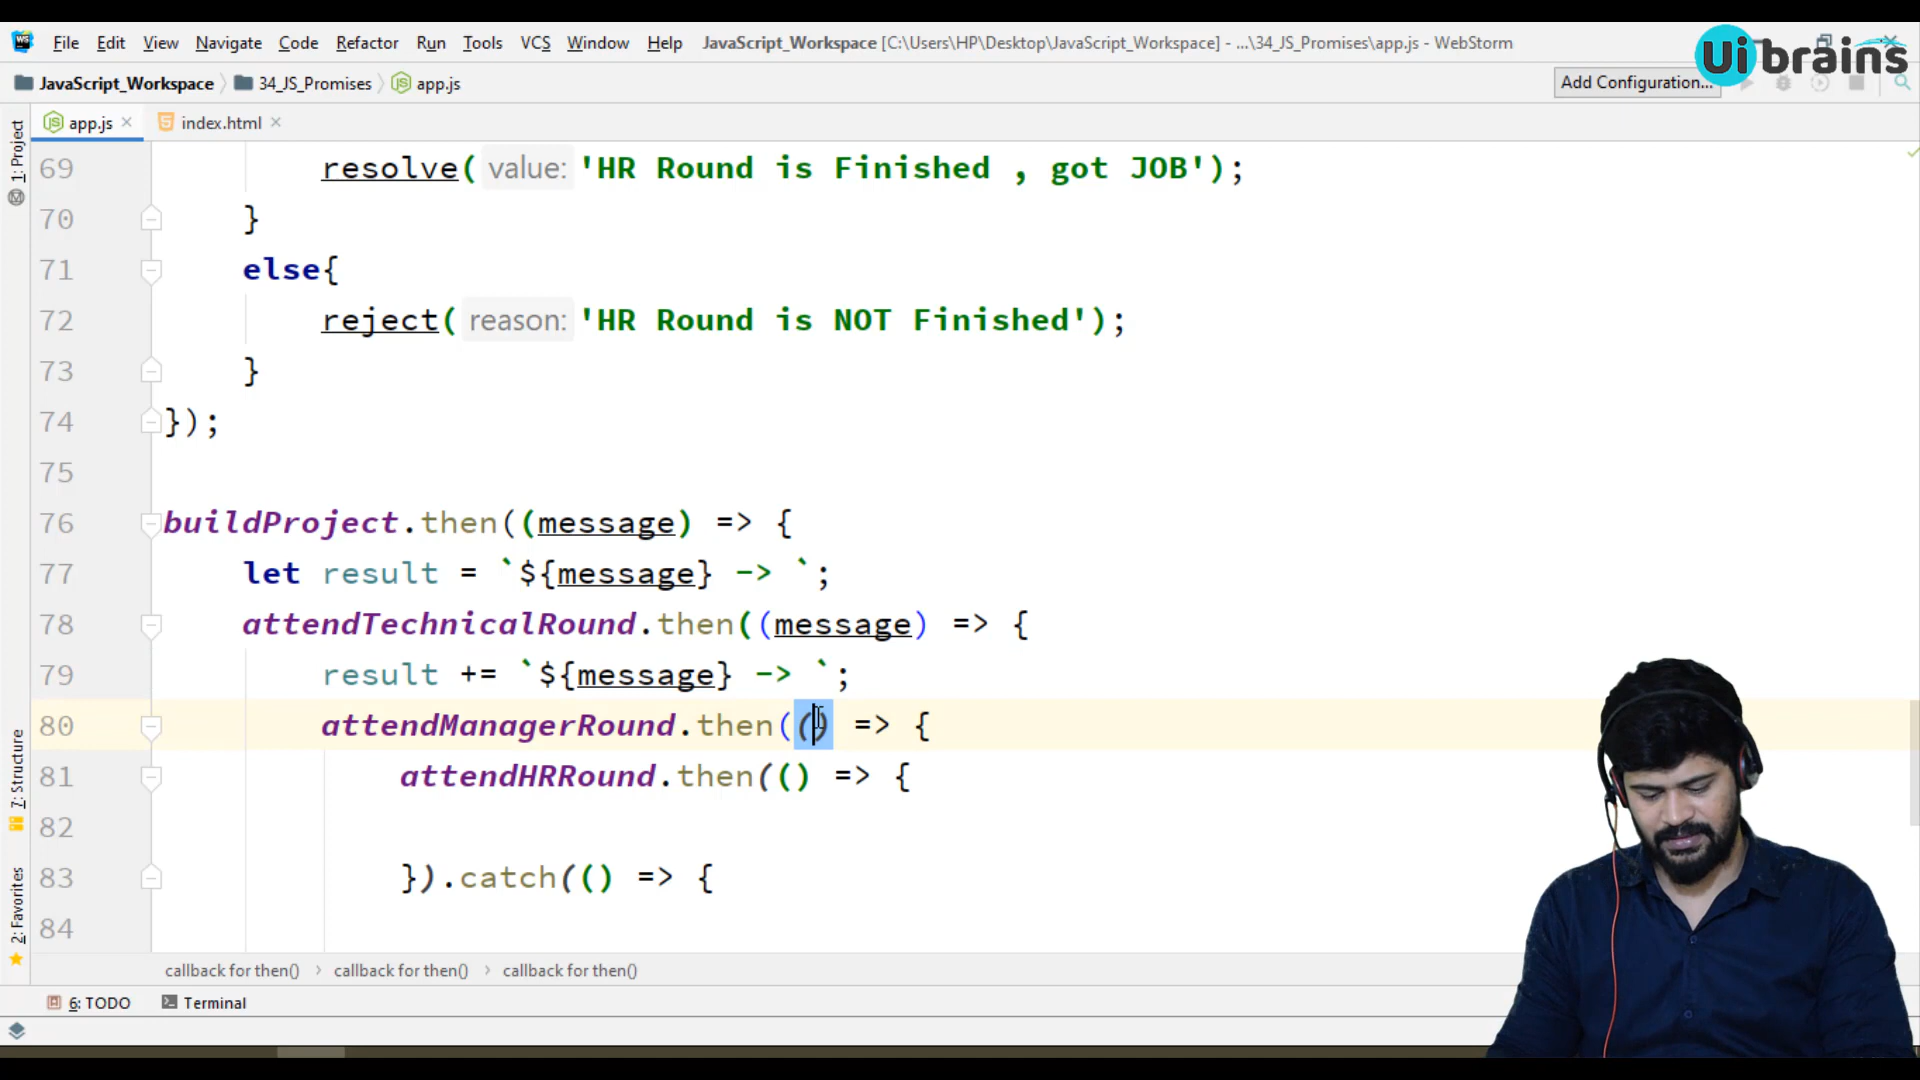 File Edit View Navigate Code Refactor Run Tools VCS Window Help JavaScript_Workspace [C:\Users\HP\Desktop\JavaScript_Workspace] - ...\34_JS_Promises\app.js - WebStorm
Ui brains
JavaScript_Workspace 34_JS_Promises app.js Add Configuration...
app.js index.html
1: Project
7: Structure
2: Favorites
69 resolve( value: 'HR Round is Finished , got JOB');
70 }
71 else{
72 reject( reason: 'HR Round is NOT Finished');
73 }
74 });
75
76 buildProject.then((message) => {
77 let result = `${message} -> `;
78 attendTechnicalRound.then((message) => {
79 result += `${message} -> `;
80 attendManagerRound.then(() => {
81 attendHRRound.then(() => {
82
83 }).catch(() => {
84
callback for then() › callback for then() › callback for then()
6: TODO Terminal